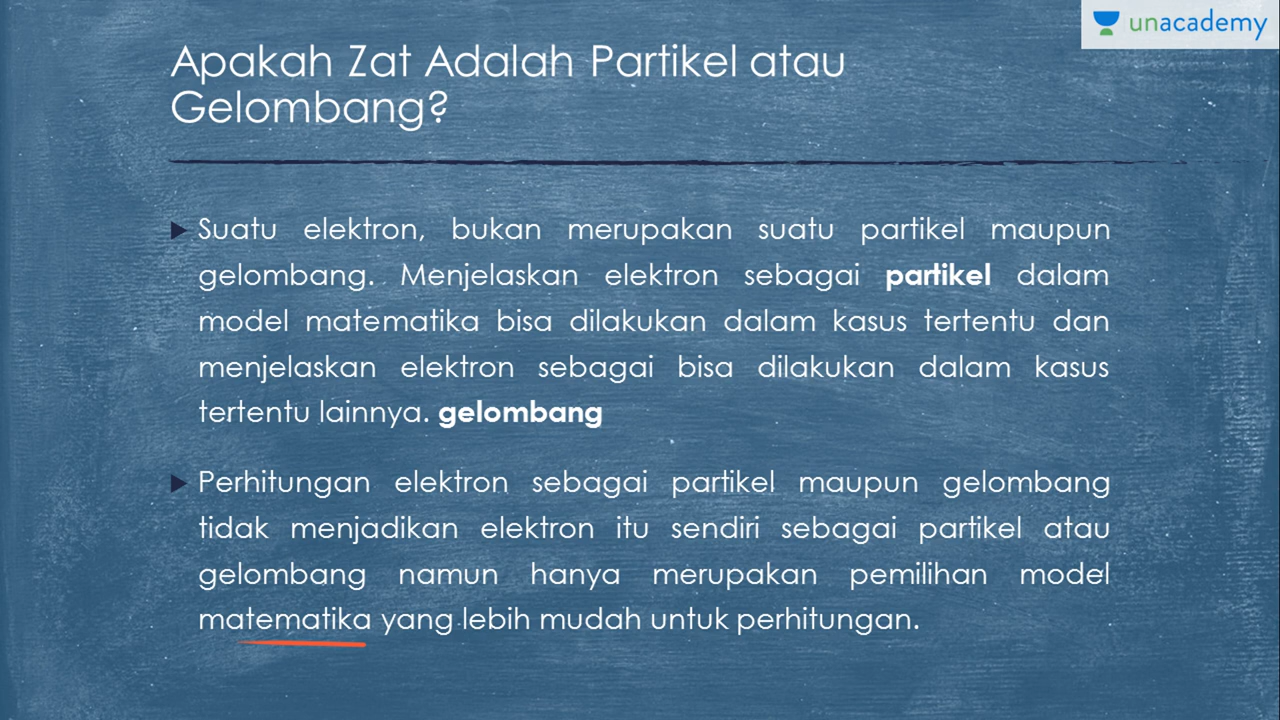 unacademy
Apakah Zat Adalah Partikel atau
Gelombang?
Suatu elektron, bukan merupakan suatu partikel maupun
gelombang. Menjelaskan elektron sebagai partikel dalam
model matematika bisa dilakukan dalam kasus tertentu dan
menjelaskan elektron sebagai bisa dilakukan dalam kasus
tertentu lainnya. gelombang
Perhitungan elektron sebagai partikel maupun gelombang
tidak menjadikan elektron itu sendiri sebagai partikel atau
gelombang namun hanya merupakan pemilihan model
matematika yang lebih mudah untuk perhitungan.